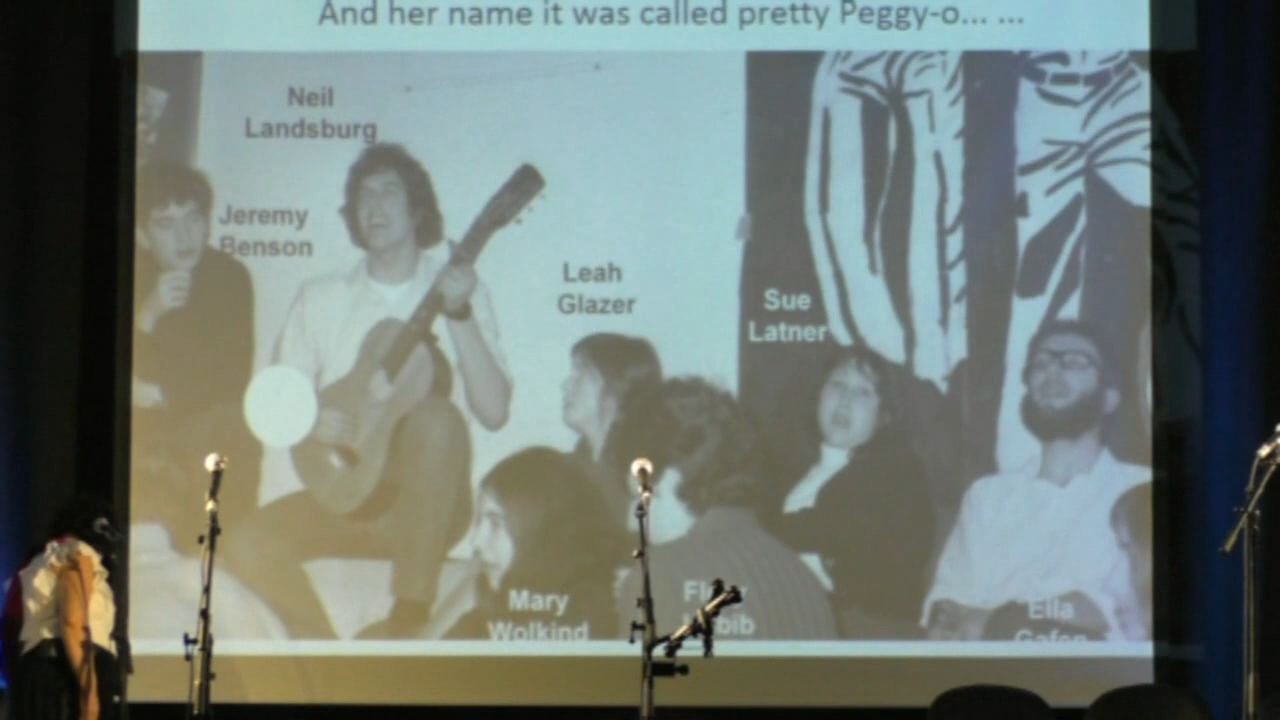 And her name it was called pretty Peggy-o... ...
Neil
Landsburg
Jeremy
Benson
Leah
Glazer
Sue
Latner
Mary
Wolkind
Ella